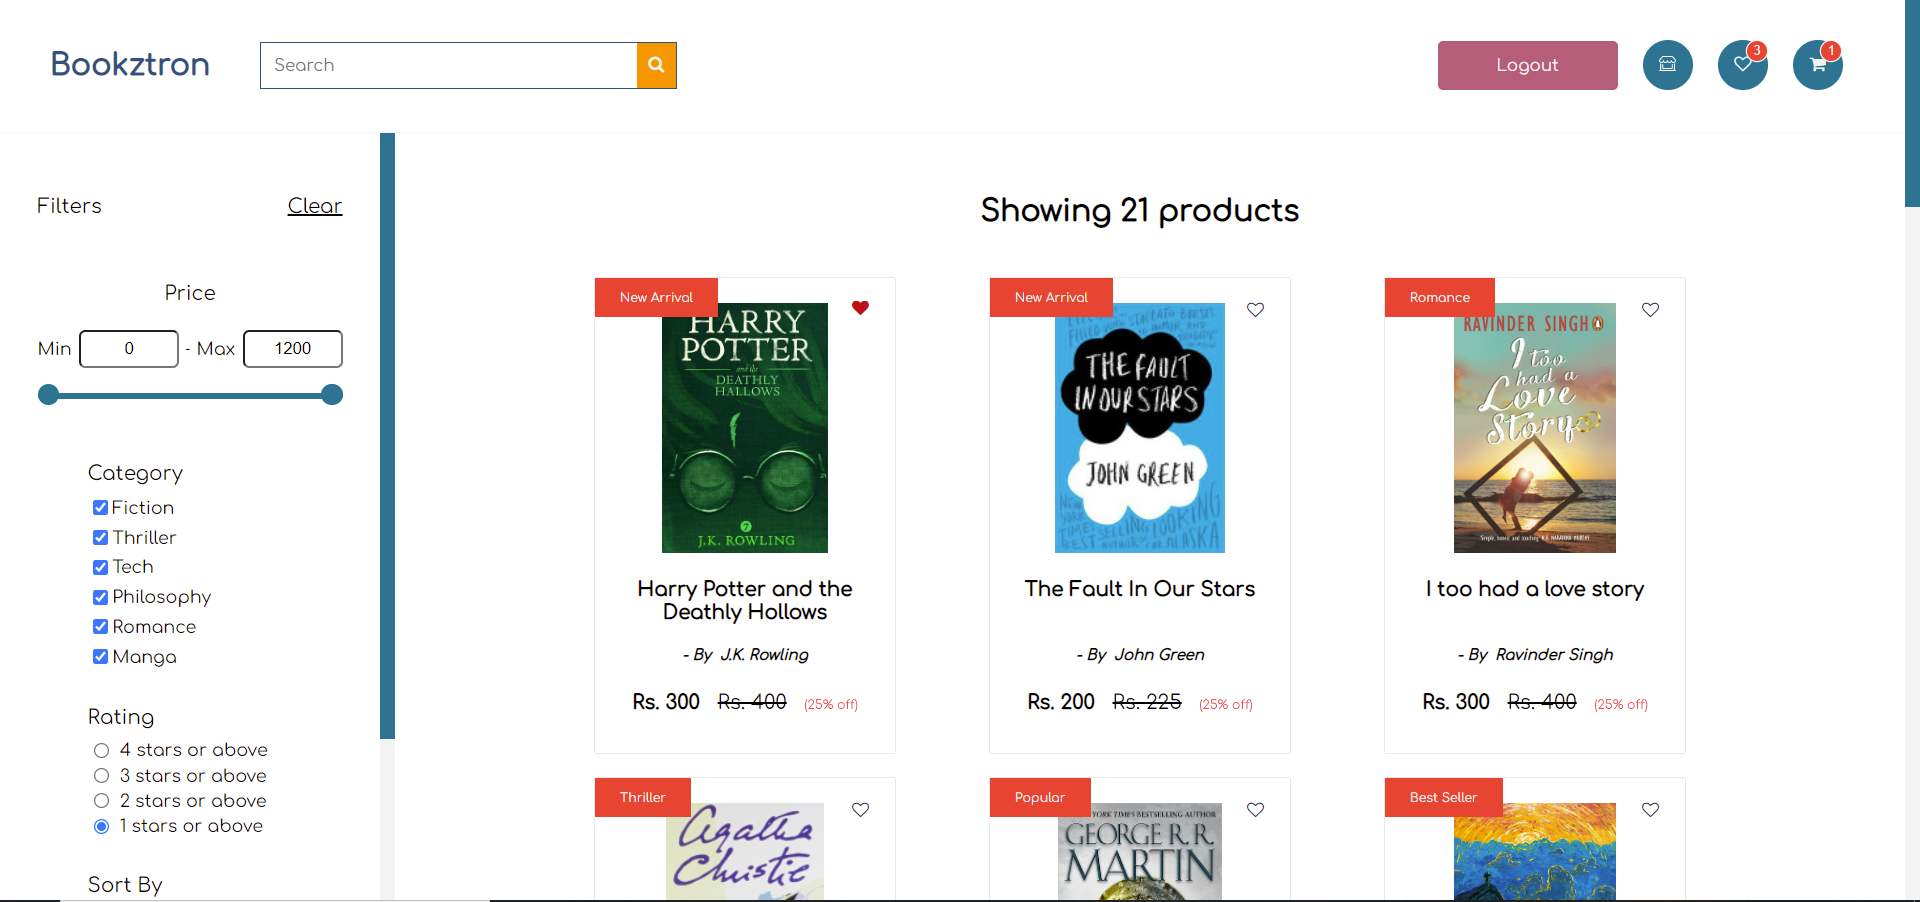 Bookztron
Search
Logout
3
1
Filters
Clear
Price
Min 0 - Max 1200
Category
Fiction
Thriller
Tech
Philosophy
Romance
Manga
Rating
4 stars or above
3 stars or above
2 stars or above
1 stars or above
Sort By
Showing 21 products
New Arrival
HARRY
POTTER
and the
DEATHLY
HALLOWS
7
J.K. ROWLING
Harry Potter and the
Deathly Hollows
- By J.K. Rowling
Rs. 300 Rs. 400 (25% off)
New Arrival
THE FAULT
IN OUR STARS
JOHN GREEN
The Fault In Our Stars
- By John Green
Rs. 200 Rs. 225 (25% off)
Romance
RAVINDER SINGH
I too
had a
Love
Story
I too had a love story
- By Ravinder Singh
Rs. 300 Rs. 400 (25% off)
Thriller
Agatha
Christie
Popular
YORK TIMES BESTSELLING AUTHOR
GEORGE R. R.
MARTIN
Best Seller